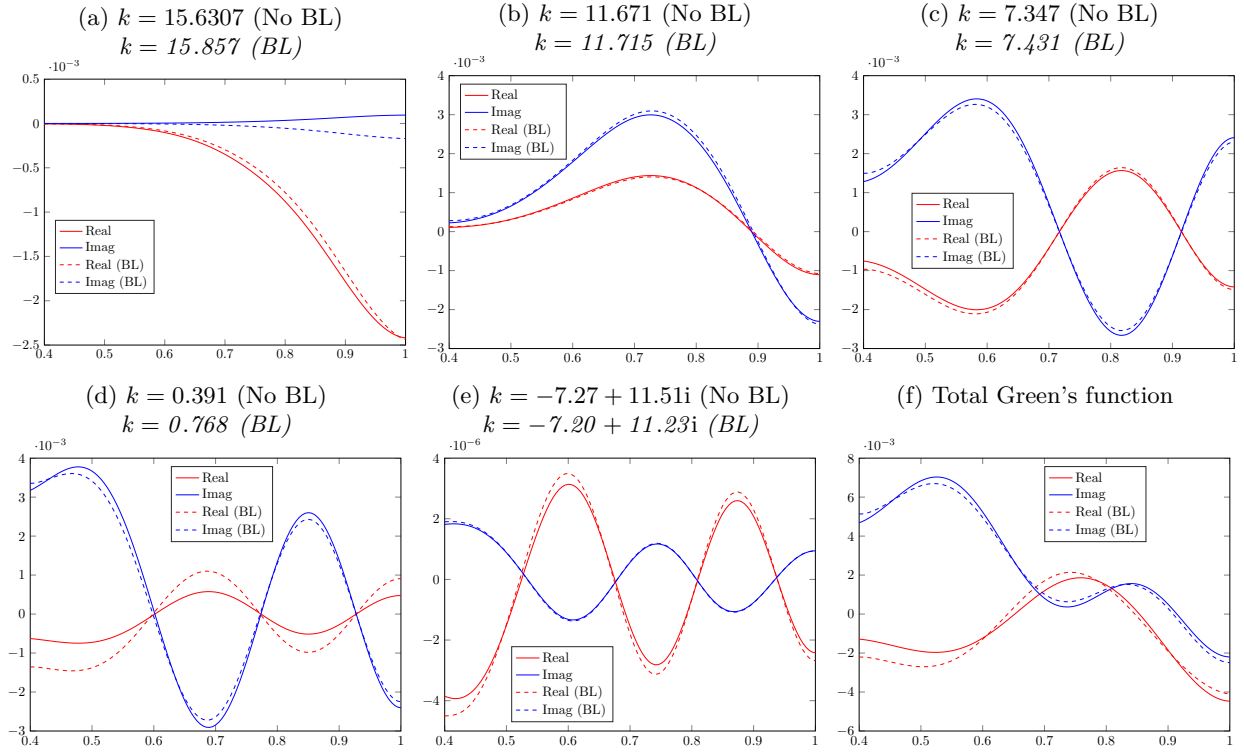 (a) k = 15.6307 (No BL)
k = 15.857 (BL)
·10⁻³
0.5
0
−0.5
−1
−1.5
−2
−2.5
0.4 0.5 0.6 0.7 0.8 0.9 1
Real
Imag
Real (BL)
Imag (BL)
(b) k = 11.671 (No BL)
k = 11.715 (BL)
·10⁻³
4
3
2
1
0
−1
−2
−3
0.4 0.5 0.6 0.7 0.8 0.9 1
Real
Imag
Real (BL)
Imag (BL)
(c) k = 7.347 (No BL)
k = 7.431 (BL)
·10⁻³
4
3
2
1
0
−1
−2
−3
0.4 0.5 0.6 0.7 0.8 0.9 1
Real
Imag
Real (BL)
Imag (BL)
(d) k = 0.391 (No BL)
k = 0.768 (BL)
·10⁻³
4
3
2
1
0
−1
−2
−3
0.4 0.5 0.6 0.7 0.8 0.9 1
Real
Imag
Real (BL)
Imag (BL)
(e) k = −7.27 + 11.51i (No BL)
k = −7.20 + 11.23i (BL)
·10⁻⁶
4
2
0
−2
−4
0.4 0.5 0.6 0.7 0.8 0.9 1
Real
Imag
Real (BL)
Imag (BL)
(f) Total Green's function
·10⁻³
8
6
4
2
0
−2
−4
−6
0.4 0.5 0.6 0.7 0.8 0.9 1
Real
Imag
Real (BL)
Imag (BL)